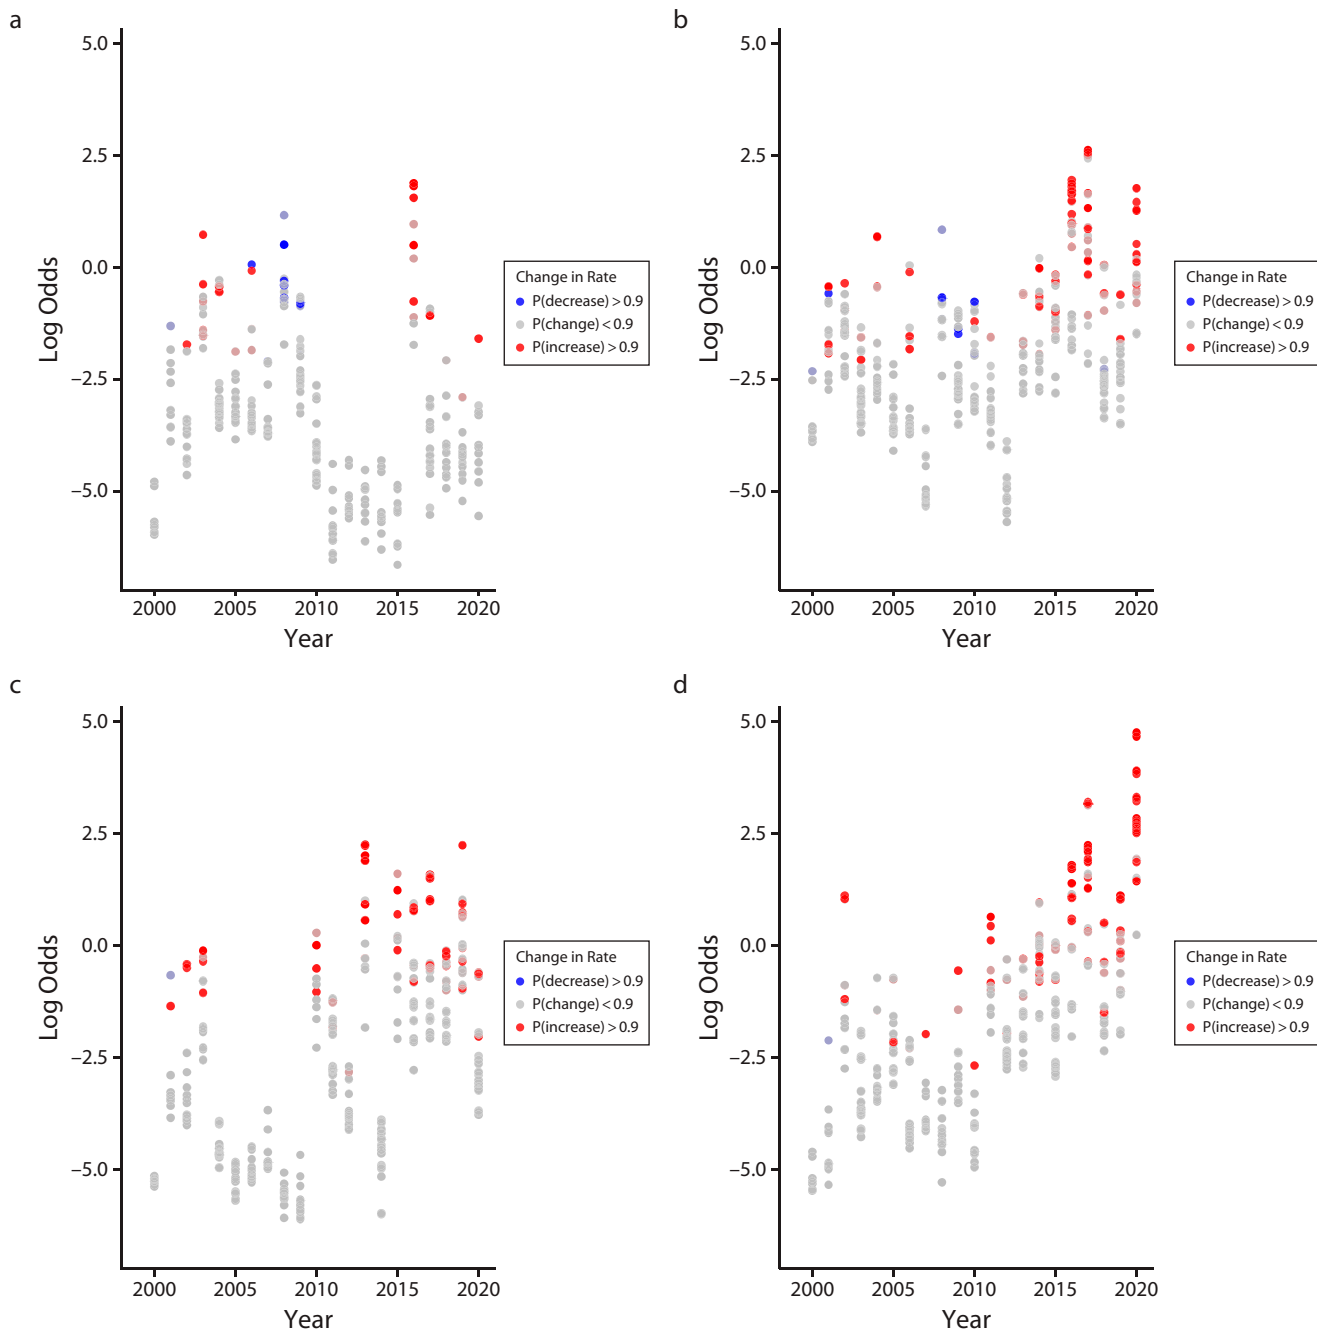 a
5.0
2.5
0.0
−2.5
−5.0
Log Odds
2000 2005 2010 2015 2020
Year
Change in Rate
P(decrease) > 0.9
P(change) < 0.9
P(increase) > 0.9
b
5.0
2.5
0.0
−2.5
−5.0
Log Odds
2000 2005 2010 2015 2020
Year
Change in Rate
P(decrease) > 0.9
P(change) < 0.9
P(increase) > 0.9
c
5.0
2.5
0.0
−2.5
−5.0
Log Odds
2000 2005 2010 2015 2020
Year
Change in Rate
P(decrease) > 0.9
P(change) < 0.9
P(increase) > 0.9
d
5.0
2.5
0.0
−2.5
−5.0
Log Odds
2000 2005 2010 2015 2020
Year
Change in Rate
P(decrease) > 0.9
P(change) < 0.9
P(increase) > 0.9